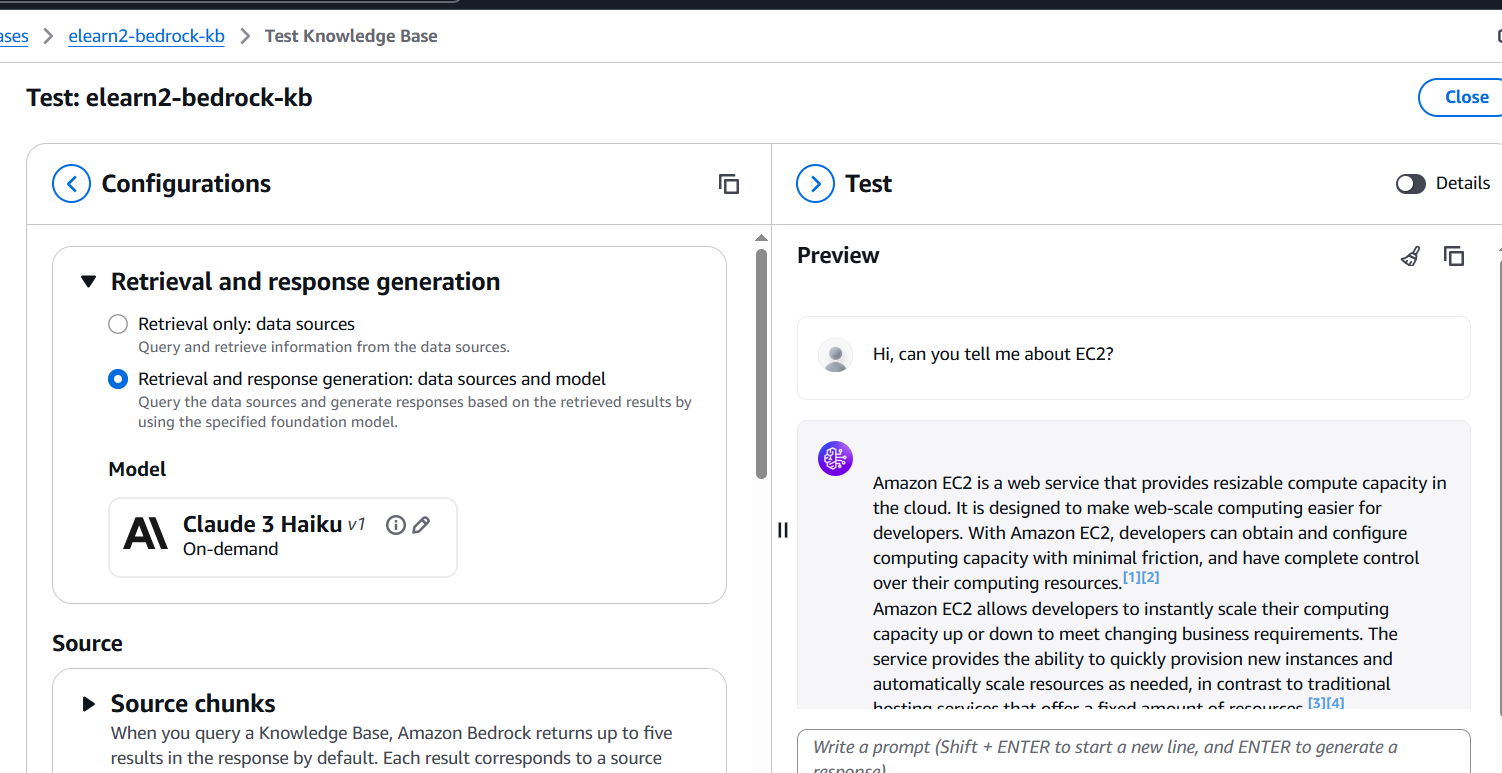 ases > elearn2-bedrock-kb > Test Knowledge Base
Test: elearn2-bedrock-kb
Close
Configurations
Retrieval and response generation
Retrieval only: data sources
Query and retrieve information from the data sources.
Retrieval and response generation: data sources and model
Query the data sources and generate responses based on the retrieved results by
using the specified foundation model.
Model
Claude 3 Haiku v1
On-demand
Source
Source chunks
When you query a Knowledge Base, Amazon Bedrock returns up to five
results in the response by default. Each result corresponds to a source
Test
Details
Preview
Hi, can you tell me about EC2?
Amazon EC2 is a web service that provides resizable compute capacity in
the cloud. It is designed to make web-scale computing easier for
developers. With Amazon EC2, developers can obtain and configure
computing capacity with minimal friction, and have complete control
over their computing resources.[1][2]
Amazon EC2 allows developers to instantly scale their computing
capacity up or down to meet changing business requirements. The
service provides the ability to quickly provision new instances and
automatically scale resources as needed, in contrast to traditional
hosting services that offer a fixed amount of resources.[3][4]
Write a prompt (Shift + ENTER to start a new line, and ENTER to generate a
response)